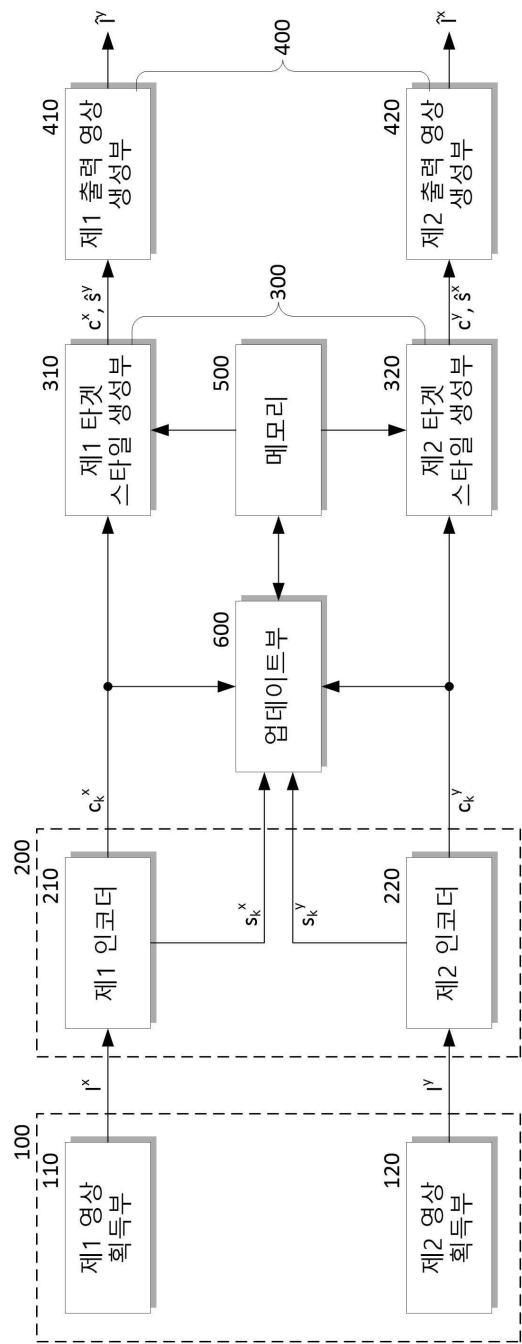 100
110
제1 영상
획득부
I^x
200
210
제1 인코더
c_k^x
310
제1 타겟
스타일 생성부
c^x, ŝ^y
410
제1 출력 영상
생성부
Î^y
s_k^x
s_k^y
600
업데이트부
500
메모리
300
400
120
제2 영상
획득부
I^y
220
제2 인코더
c_k^y
320
제2 타겟
스타일 생성부
c^y, ŝ^x
420
제2 출력 영상
생성부
Î^x